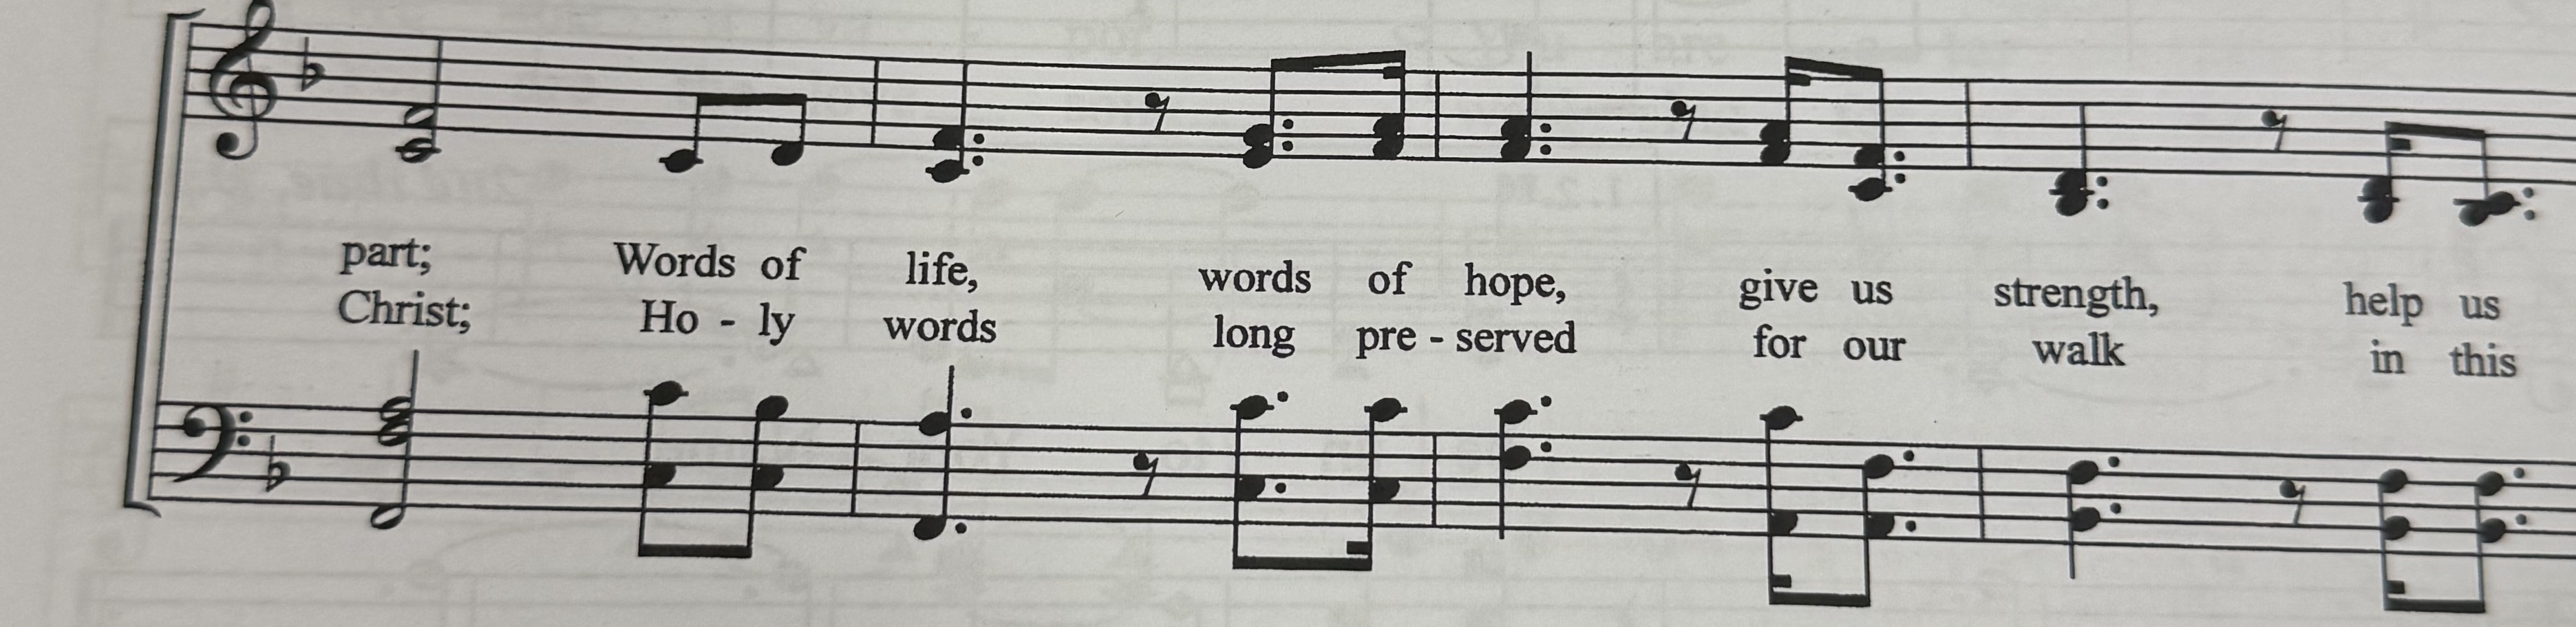 part; Words of life, words of hope, give us strength, help us
Christ; Ho - ly words long pre - served for our walk in this